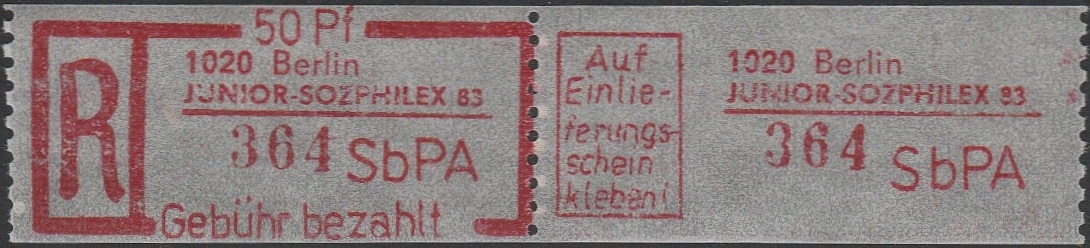 50 Pf
R
1020 Berlin
JUNIOR-SOZPHILEX 83
364 SbPA
Gebühr bezahlt
Auf
Einlie-
ferungs-
schein
kleben!
1020 Berlin
JUNIOR-SOZPHILEX 83
364 SbPA